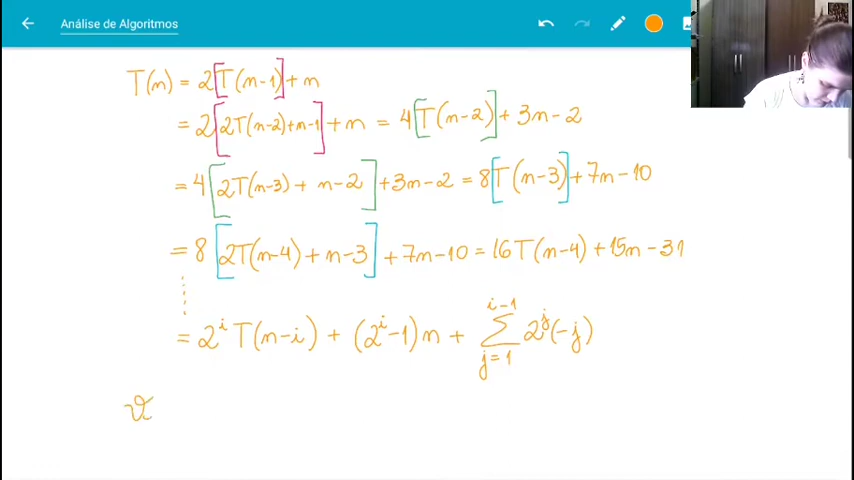 Análise de Algoritmos
T(n) = 2[T(n-1)] + n
= 2[2T(n-2)+n-1] + n = 4[T(n-2)] + 3n - 2
= 4[2T(n-3) + n-2] + 3n - 2 = 8[T(n-3)] + 7n - 10
= 8[2T(n-4) + n-3] + 7n - 10 = 16T(n-4) + 15n - 31
= 2^i T(n-i) + (2^i - 1)n + ∑_{j=1}^{i-1} 2^j(-j)